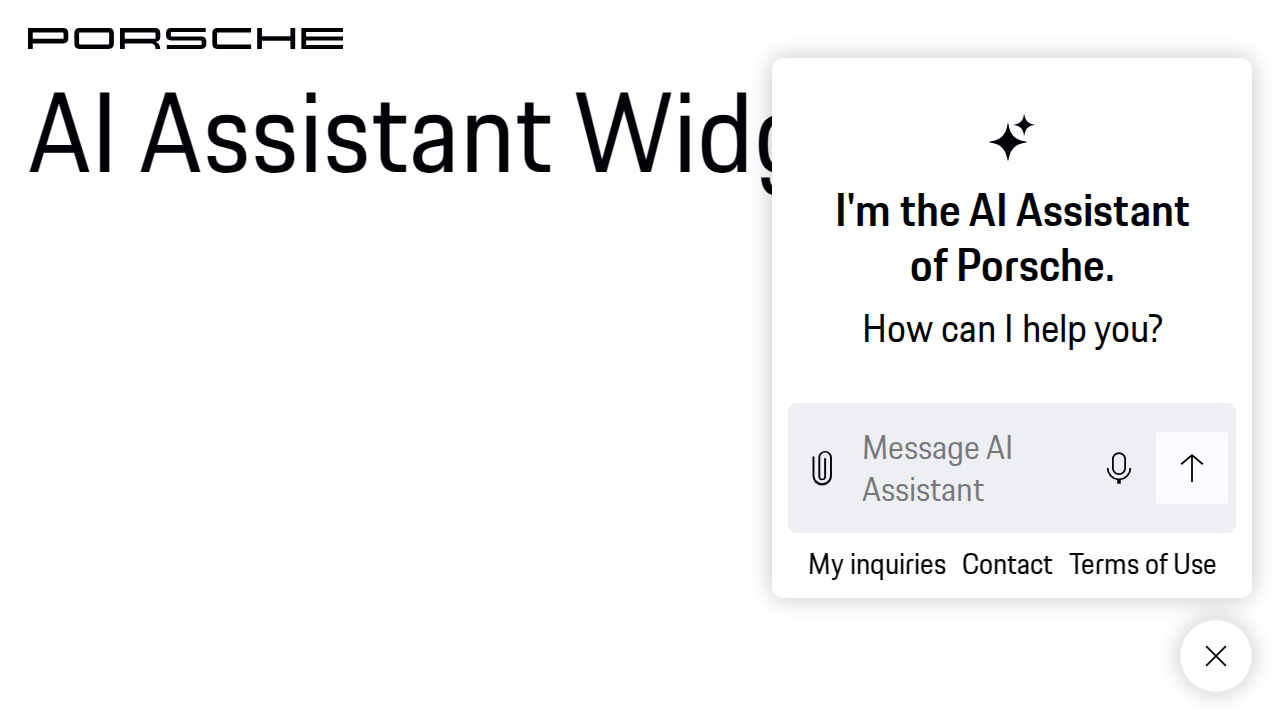 PORSCHE
AI Assistant Wid
I'm the AI Assistant
of Porsche.
How can I help you?
Message AI
Assistant
My inquiries Contact Terms of Use